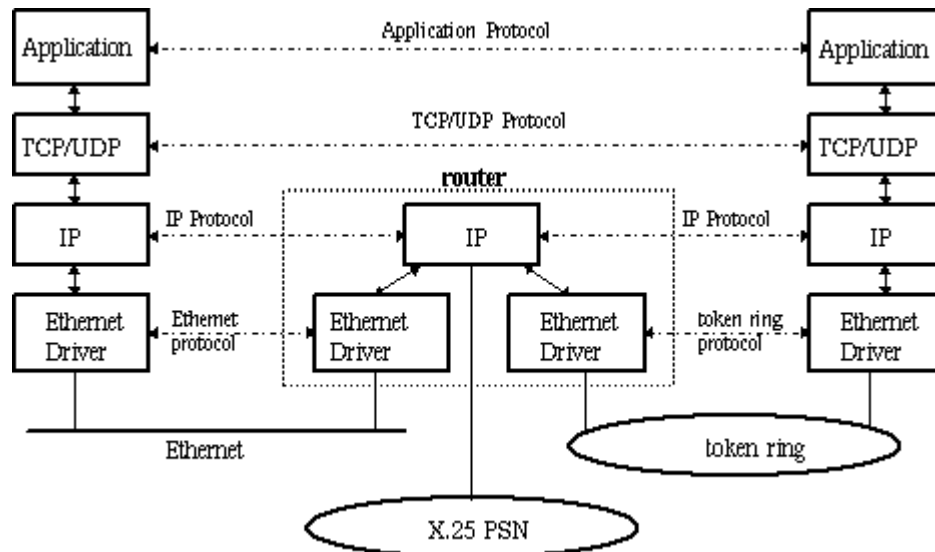 Application
Application Protocol
Application
TCP/UDP
TCP/UDP Protocol
TCP/UDP
router
IP
IP Protocol
IP
IP Protocol
IP
Ethernet
Driver
Ethernet
protocol
Ethernet
Driver
Ethernet
Driver
token ring
protocol
Ethernet
Driver
Ethernet
token ring
X.25 PSN